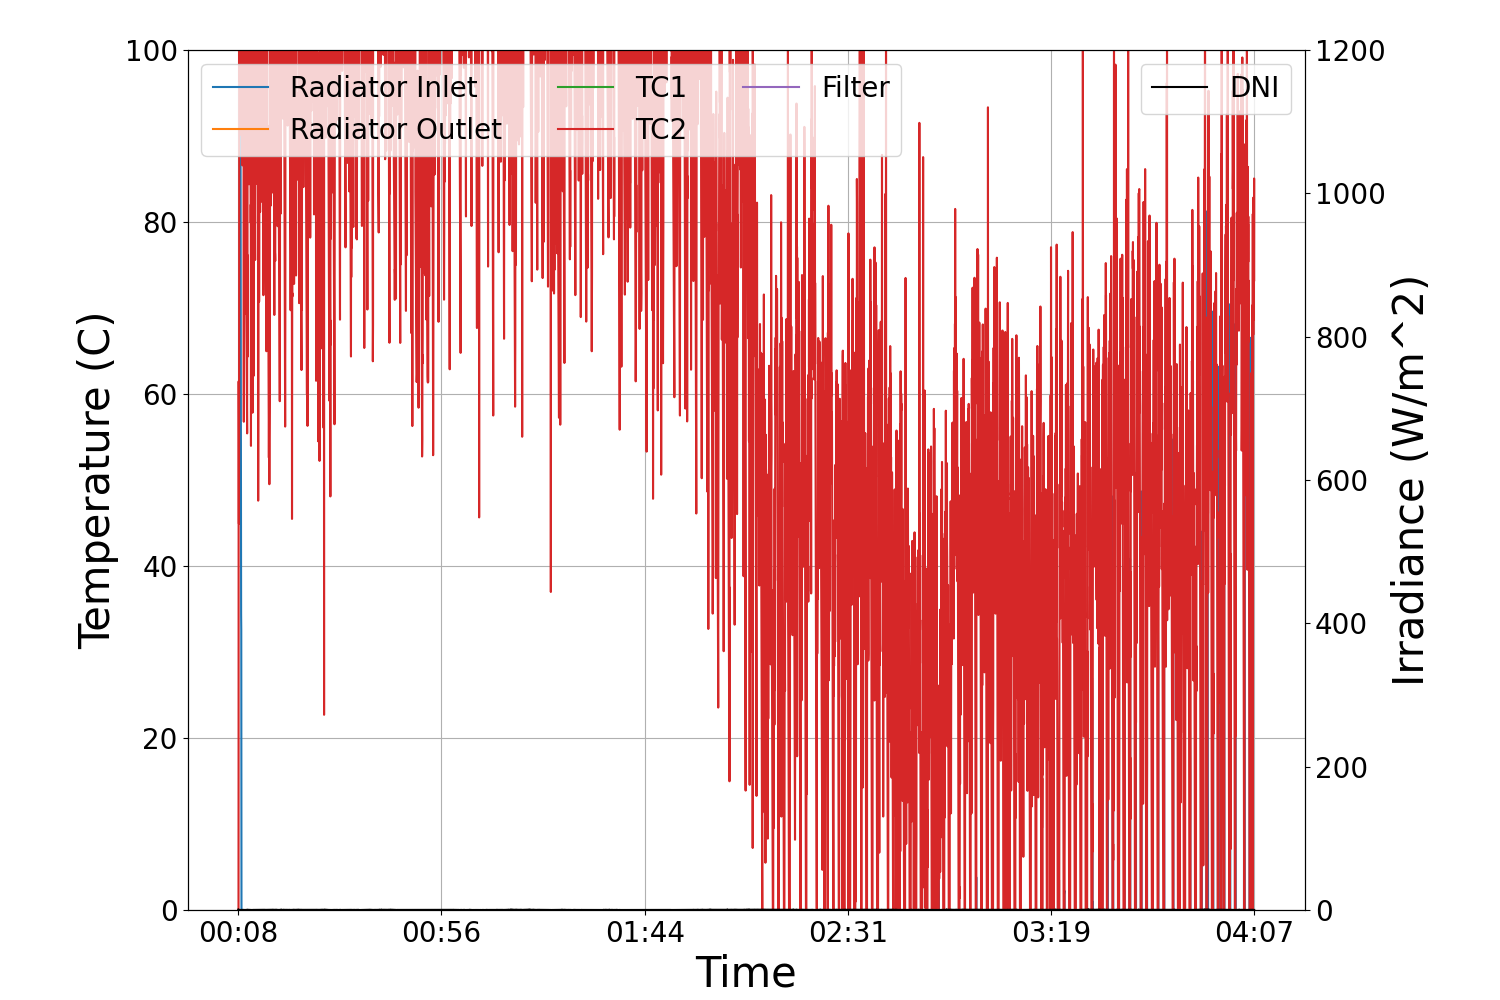 Radiator Inlet
Radiator Outlet
TC1
TC2
Filter
DNI
Temperature (C)
100
80
60
40
20
0
Irradiance (W/m^2)
1200
1000
800
600
400
200
0
00:08 00:56 01:44 02:31 03:19 04:07
Time